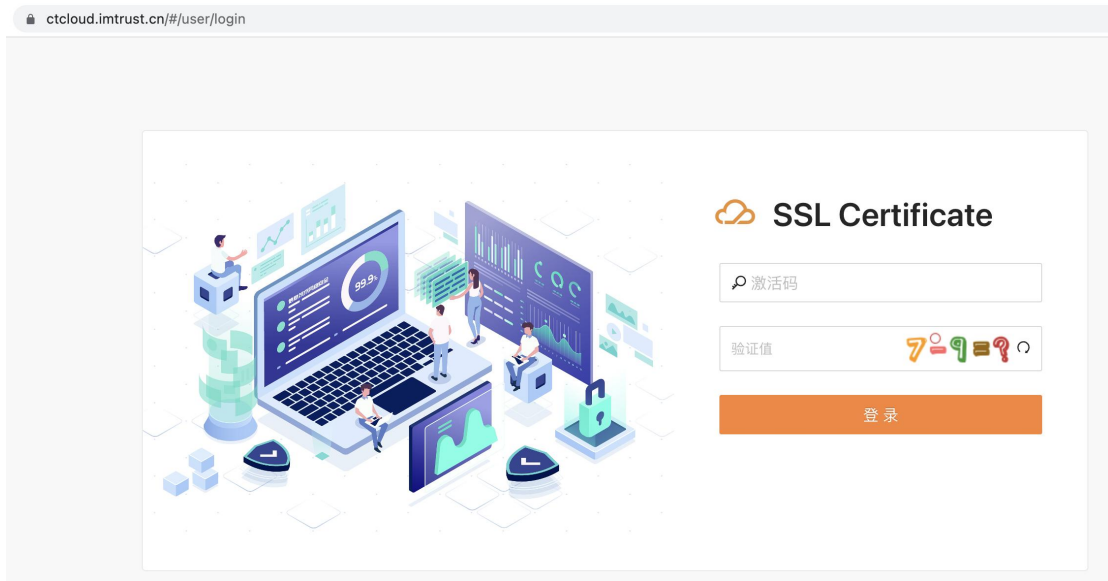 ctcloud.imtrust.cn/#/user/login
SSL Certificate
激活码
验证值
7-9=?
登录
99.9%